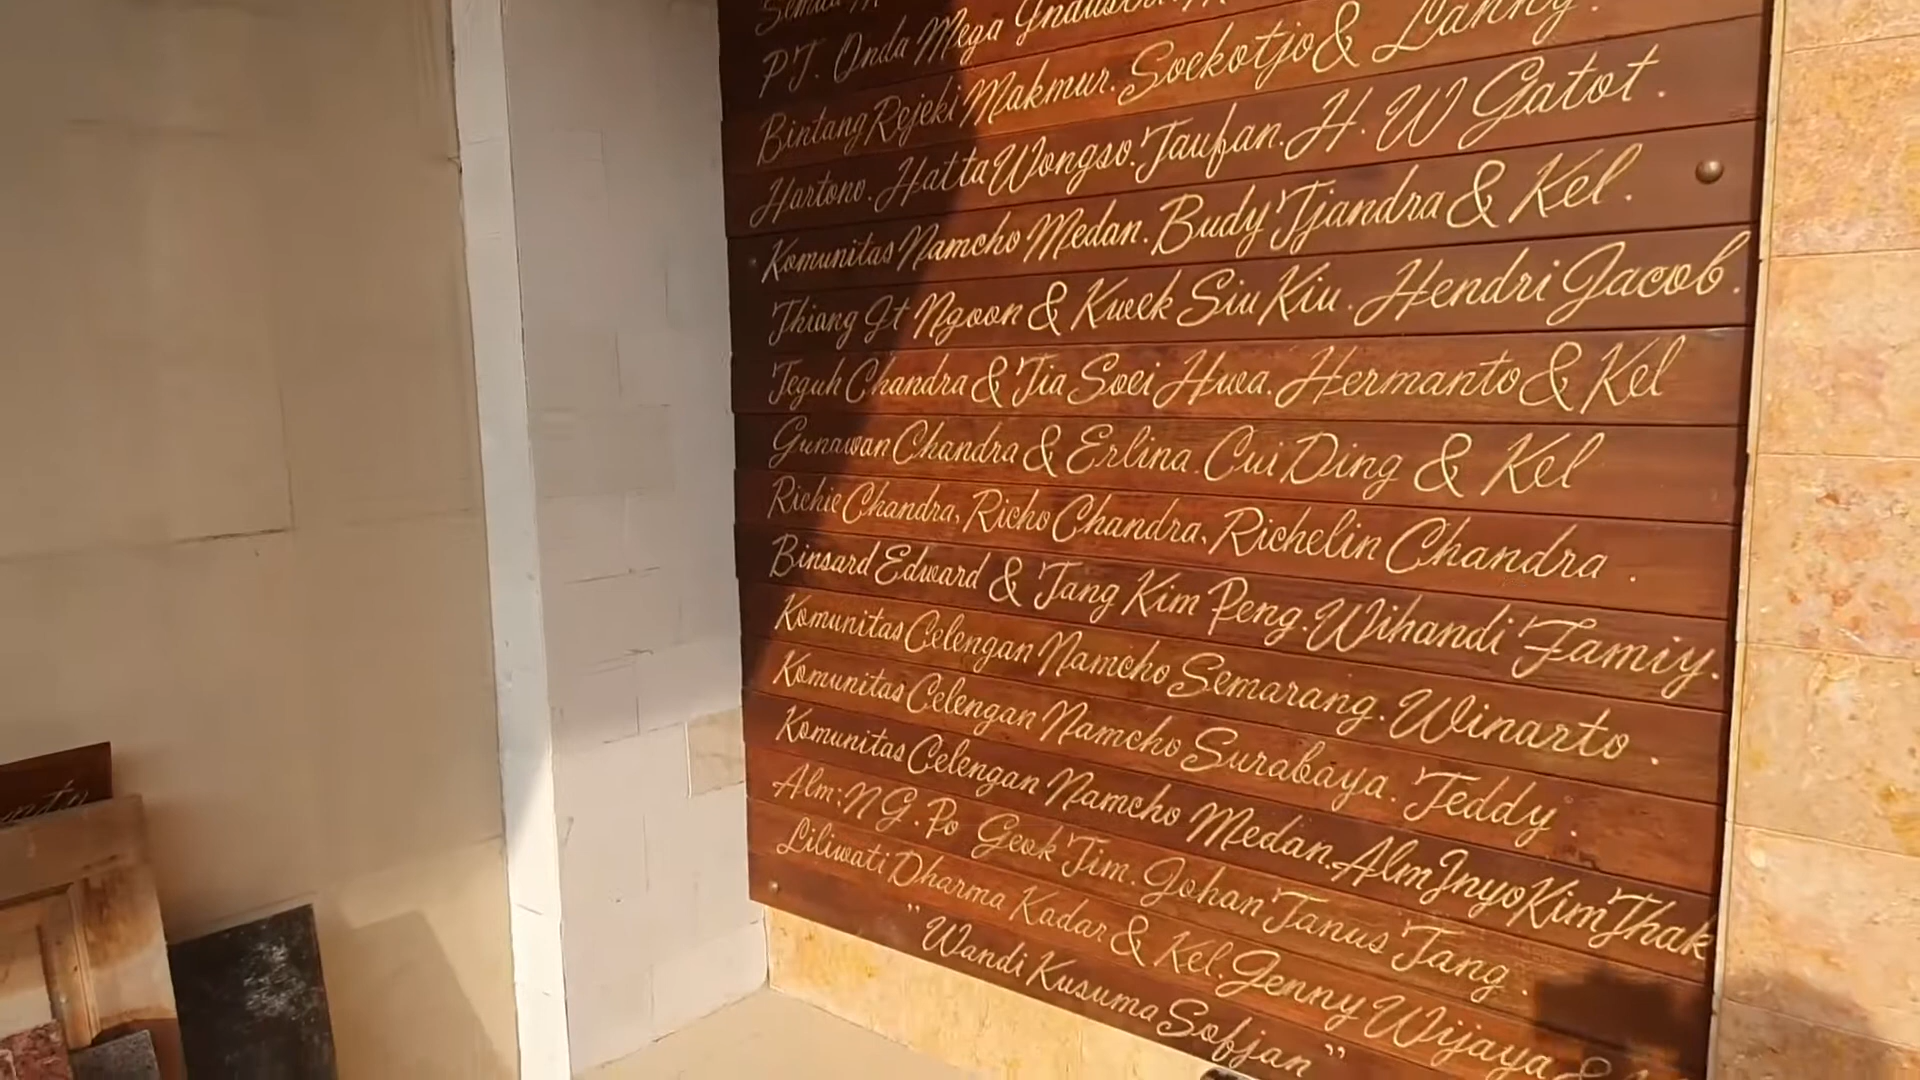 P.T. Onda Mega
Bintang Rejeki Makmur. Soekotjo & Lanny.
Hartono. Hatta Wongso. Taufan. H. W Gatot.
Komunitas Namcho Medan. Budy Tjandra & Kel.
Thiang It Ngoon & Kwek Siu Kiu. Hendri Jacob.
Teguh Chandra & Tia Soei Hwa. Hermanto & Kel
Gunawan Chandra & Erlina. Cui Ding & Kel
Richie Chandra, Richo Chandra, Richelin Chandra.
Binsard Edward & Tang Kim Peng. Wihandi Famiy.
Komunitas Celengan Namcho Semarang. Winarto.
Komunitas Celengan Namcho Surabaya. Teddy.
Komunitas Celengan Namcho Medan. Alm Inyo Kim Thak
Alm: NG. Po Geok Tim. Johan Tanus Tang.
Liliwati Dharma Kadar & Kel. Jenny Wijaya &
"Wandi Kusuma Sofjan"